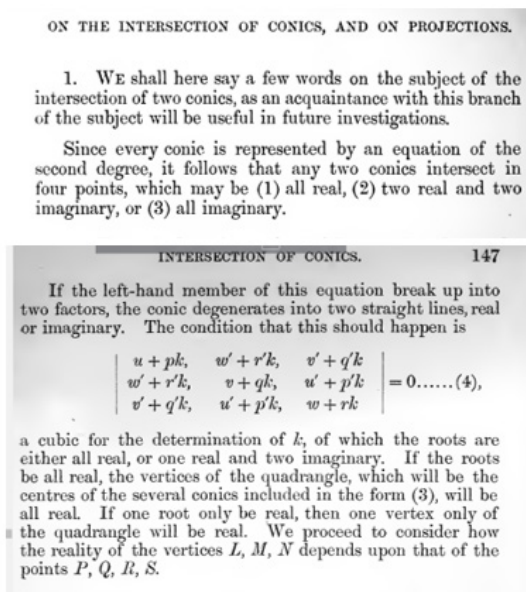 ON THE INTERSECTION OF CONICS, AND ON PROJECTIONS.
1. WE shall here say a few words on the subject of the
intersection of two conics, as an acquaintance with this branch
of the subject will be useful in future investigations.
Since every conic is represented by an equation of the
second degree, it follows that any two conics intersect in
four points, which may be (1) all real, (2) two real and two
imaginary, or (3) all imaginary.
INTERSECTION OF CONICS. 147
If the left-hand member of this equation break up into
two factors, the conic degenerates into two straight lines, real
or imaginary. The condition that this should happen is
| u + pk, w' + r'k, v' + q'k |
| w' + r'k, v + qk, u' + p'k | = 0......(4),
| v' + q'k, u' + p'k, w + rk |
a cubic for the determination of k, of which the roots are
either all real, or one real and two imaginary. If the roots
be all real, the vertices of the quadrangle, which will be the
centres of the several conics included in the form (3), will be
all real. If one root only be real, then one vertex only of
the quadrangle will be real. We proceed to consider how
the reality of the vertices L, M, N depends upon that of the
points P, Q, R, S.